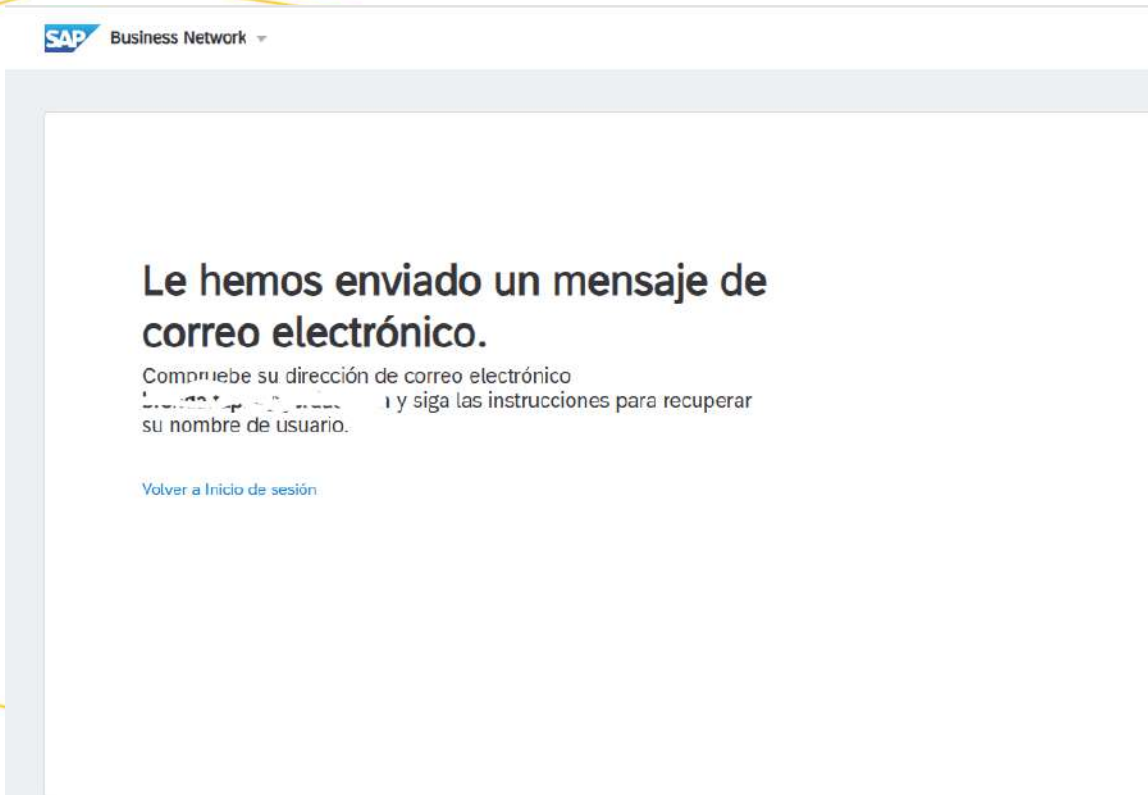 SAP Business Network
Le hemos enviado un mensaje de
correo electrónico.
Compruebe su dirección de correo electrónico
y siga las instrucciones para recuperar
su nombre de usuario.
Volver a Inicio de sesión